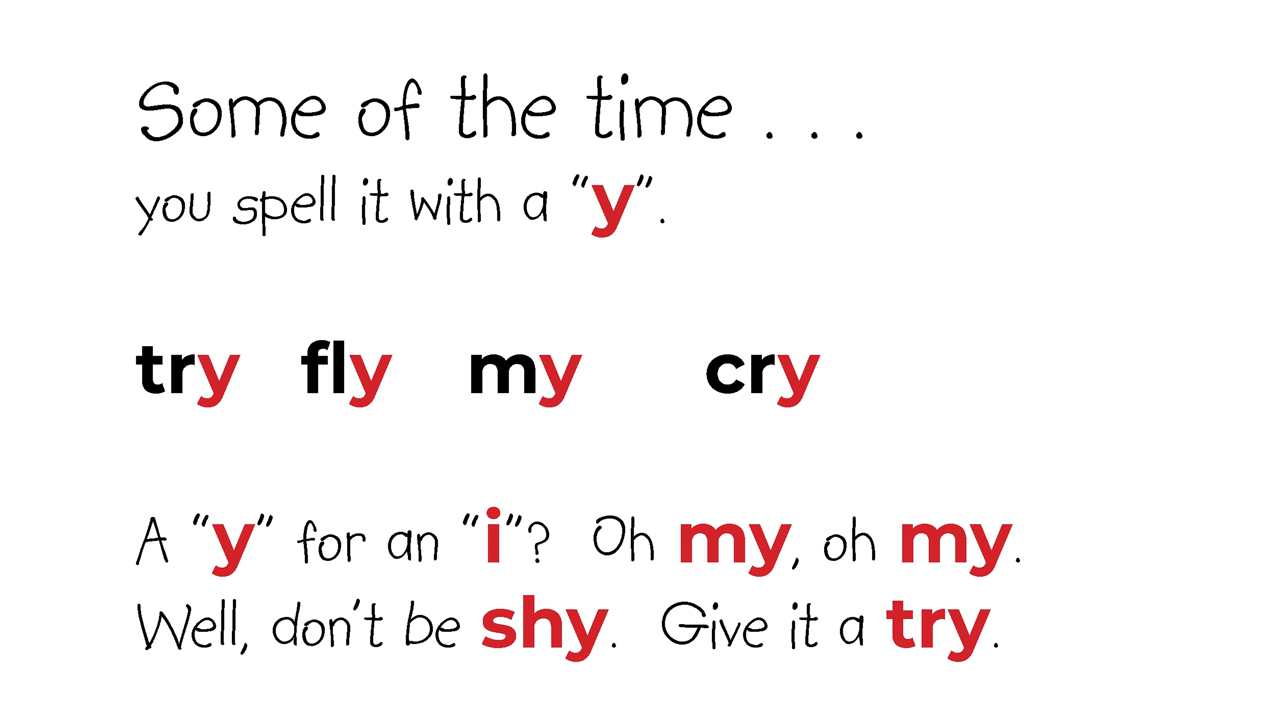 Some of the time . . .
you spell it with a “y”.
try fly my cry
A “y” for an “i”? Oh my, oh my.
Well, don’t be shy. Give it a try.